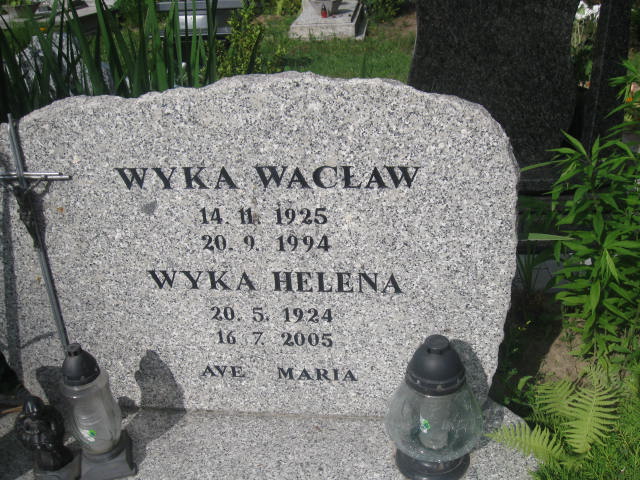 WYKA WACŁAW
14. 11. 1925
20. 9. 1994
WYKA HELENA
20. 5. 1924
16. 7. 2005
AVE MARIA